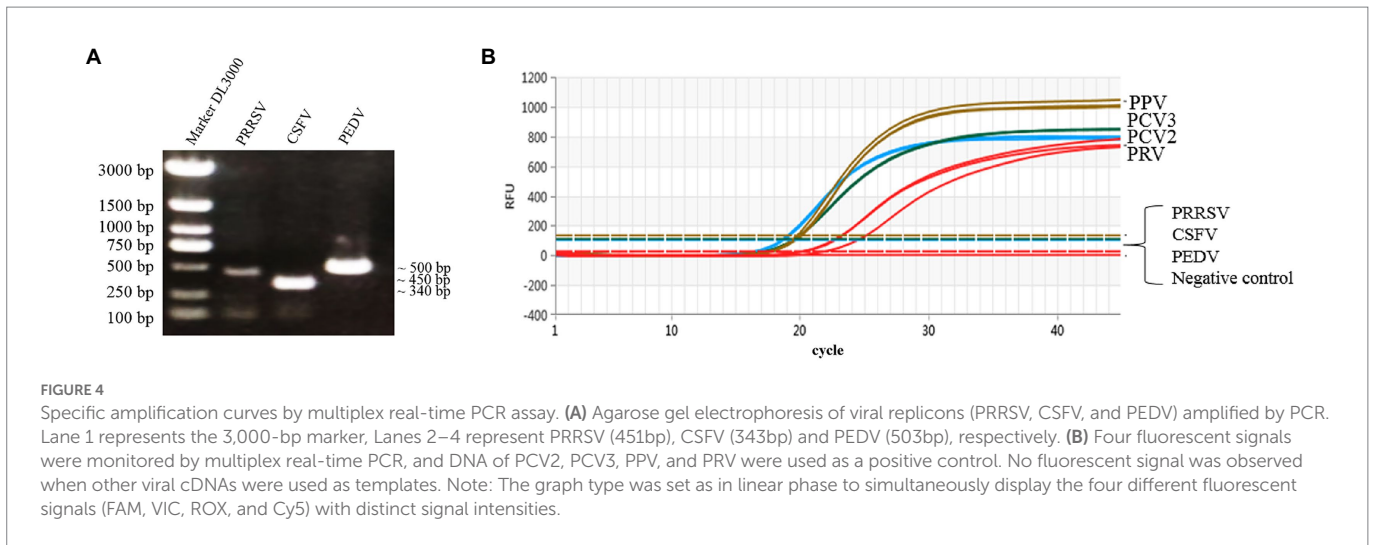 A
Marker DL3000
PRRSV
CSFV
PEDV
3000 bp
1500 bp
1000 bp
750 bp
500 bp
250 bp
100 bp
~ 500 bp
~ 450 bp
~ 340 bp
B
1200
1000
800
600
400
200
0
-200
-400
RFU
1
10
20
30
40
cycle
PPV
PCV3
PCV2
PRV
PRRSV
CSFV
PEDV
Negative control
FIGURE 4
Specific amplification curves by multiplex real-time PCR assay. (A) Agarose gel electrophoresis of viral replicons (PRRSV, CSFV, and PEDV) amplified by PCR.
Lane 1 represents the 3,000-bp marker, Lanes 2–4 represent PRRSV (451bp), CSFV (343bp) and PEDV (503bp), respectively. (B) Four fluorescent signals
were monitored by multiplex real-time PCR, and DNA of PCV2, PCV3, PPV, and PRV were used as a positive control. No fluorescent signal was observed
when other viral cDNAs were used as templates. Note: The graph type was set as in linear phase to simultaneously display the four different fluorescent
signals (FAM, VIC, ROX, and Cy5) with distinct signal intensities.